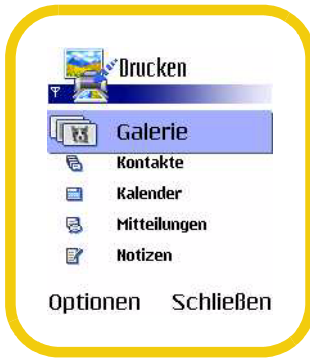 Drucken
Galerie
Kontakte
Kalender
Mitteilungen
Notizen
Optionen Schließen